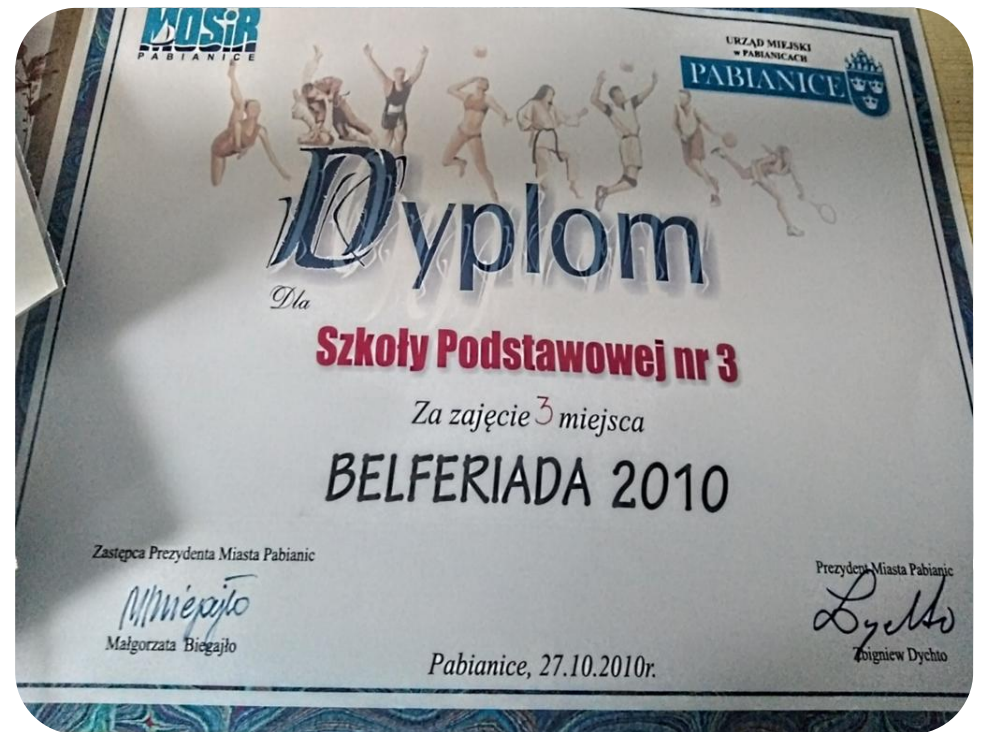 MOSiR
PABIANICE
URZĄD MIEJSKI
w PABIANICACH
PABIANICE
Dyplom
Dla
Szkoły Podstawowej nr 3
Za zajęcie 3 miejsca
BELFERIADA 2010
Zastępca Prezydenta Miasta Pabianic
Małgorzata Biegajło
Prezydent Miasta Pabianic
Dychto
Zbigniew Dychto
Pabianice, 27.10.2010r.